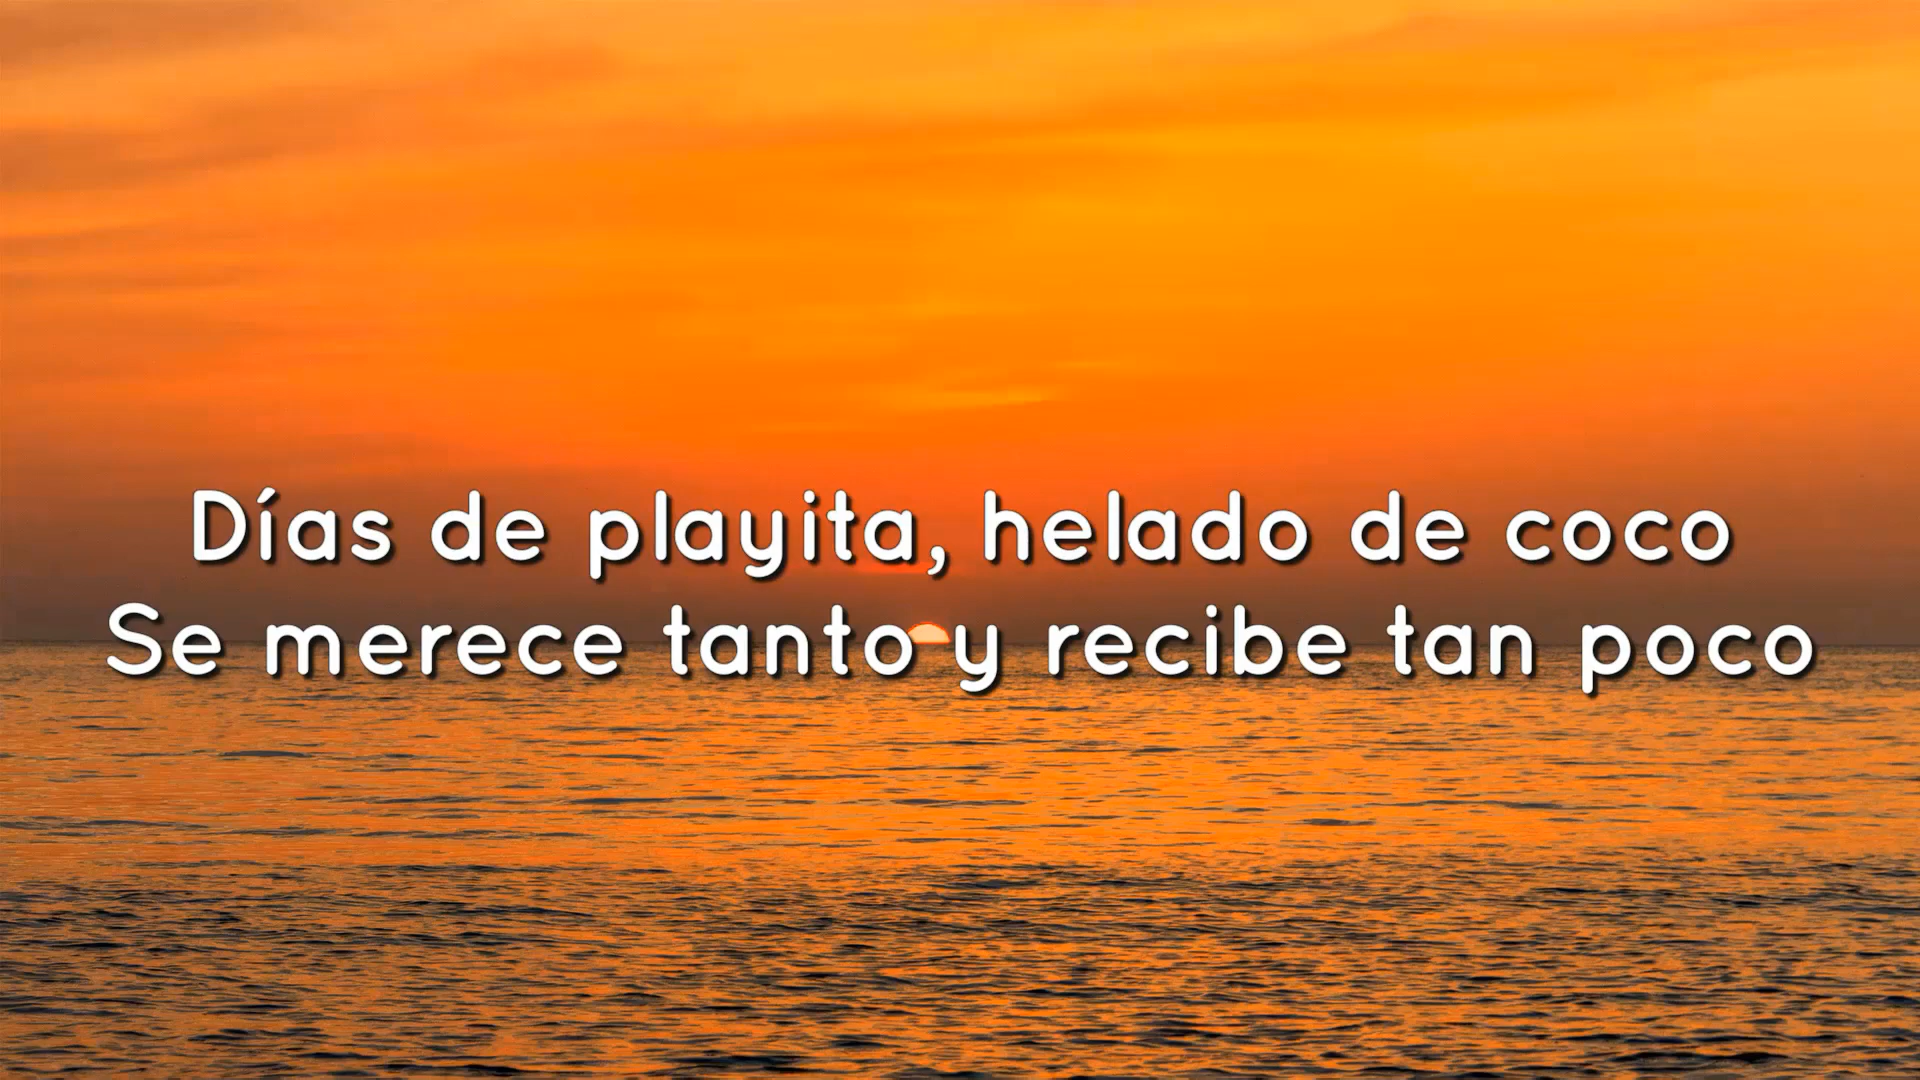 Días de playita, helado de coco
Se merece tanto y recibe tan poco